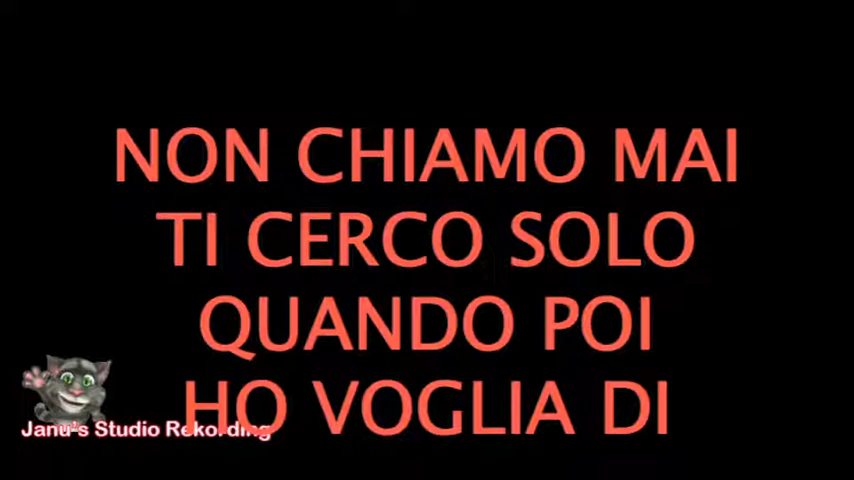 NON CHIAMO MAI
TI CERCO SOLO
QUANDO POI
HO VOGLIA DI
Janu's Studio Rekording